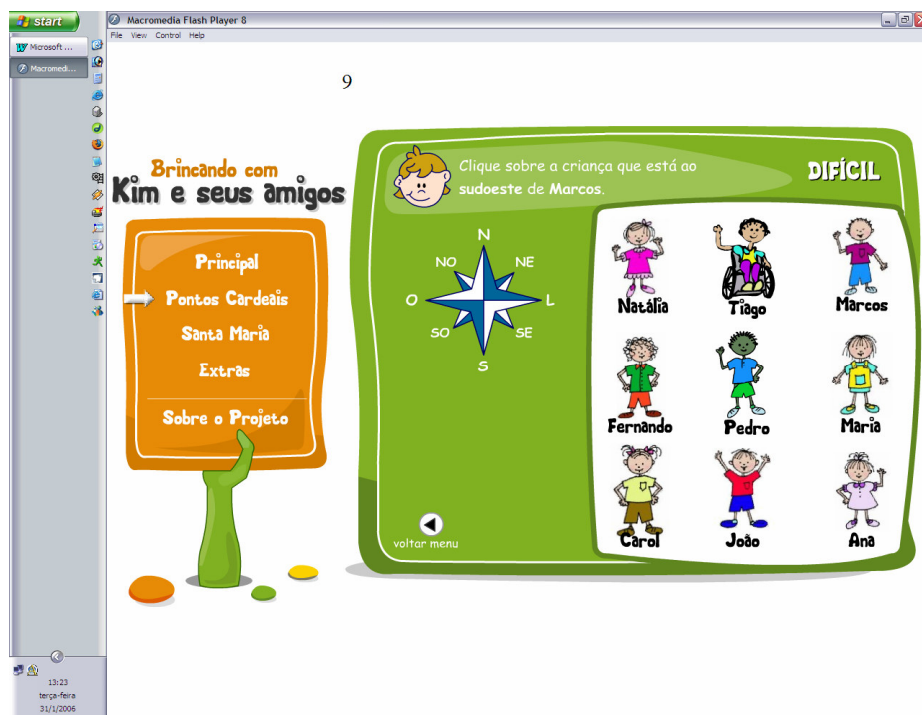 start
Macromedia Flash Player 8
File View Control Help
Microsoft ...
Macromedi...
9
Brincando com
Kim e seus amigos
Principal
Pontos Cardeais
Santa Maria
Extras
Sobre o Projeto
Clique sobre a criança que está ao
sudoeste de Marcos.
DIFÍCIL
N
NO NE
O L
SO SE
S
voltar menu
Natália Tiago Marcos
Fernando Pedro Maria
Carol João Ana
13:23
terça-feira
31/1/2006